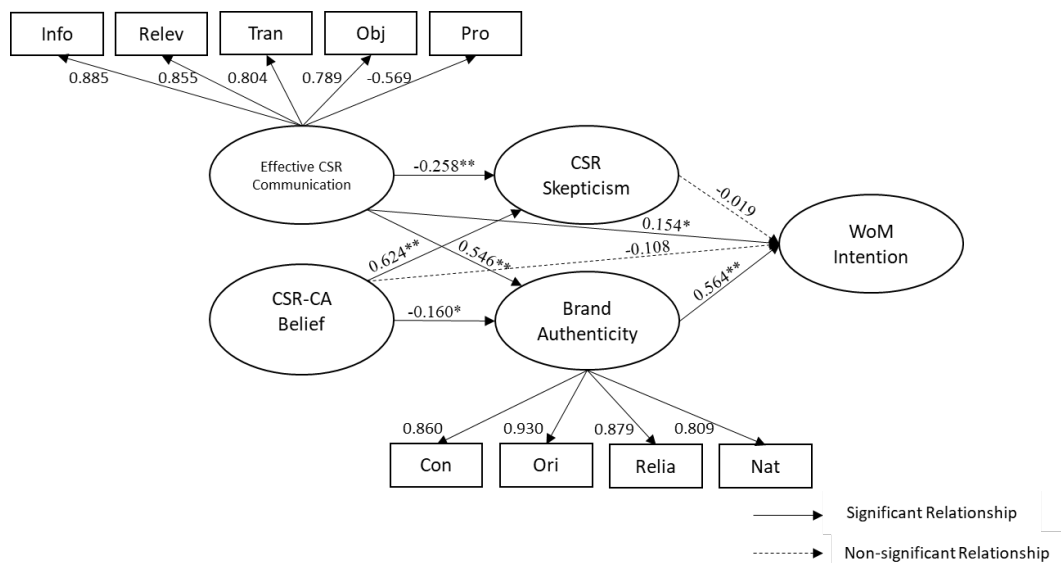 Info
Relev
Tran
Obj
Pro
0.885
0.855
0.804
0.789
-0.569
Effective CSR
Communication
-0.258**
CSR
Skepticism
-0.019
0.154*
WoM
Intention
0.624**
0.546**
-0.108
0.564**
CSR-CA
Belief
-0.160*
Brand
Authenticity
0.860
0.930
0.879
0.809
Con
Ori
Relia
Nat
Significant Relationship
Non-significant Relationship